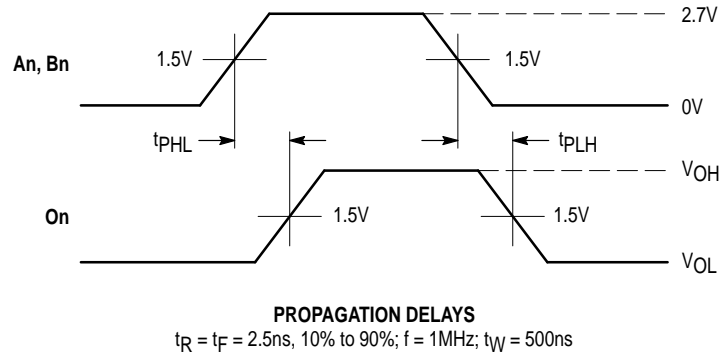 2.7V
An, Bn
1.5V
1.5V
0V
tPHL
tPLH
VOH
On
1.5V
1.5V
VOL
PROPAGATION DELAYS
tR = tF = 2.5ns, 10% to 90%; f = 1MHz; tW = 500ns